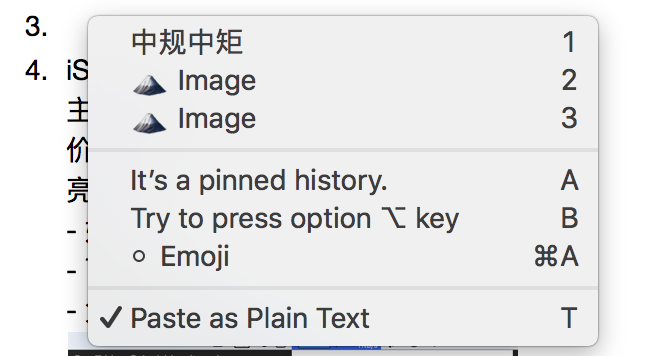 3.
中规中矩 1
Image 2
4. iS
Image 3
主
价
It's a pinned history. A
亮
Try to press option ⌥ key B
-
Emoji ⌘A
-
✓ Paste as Plain Text T
-